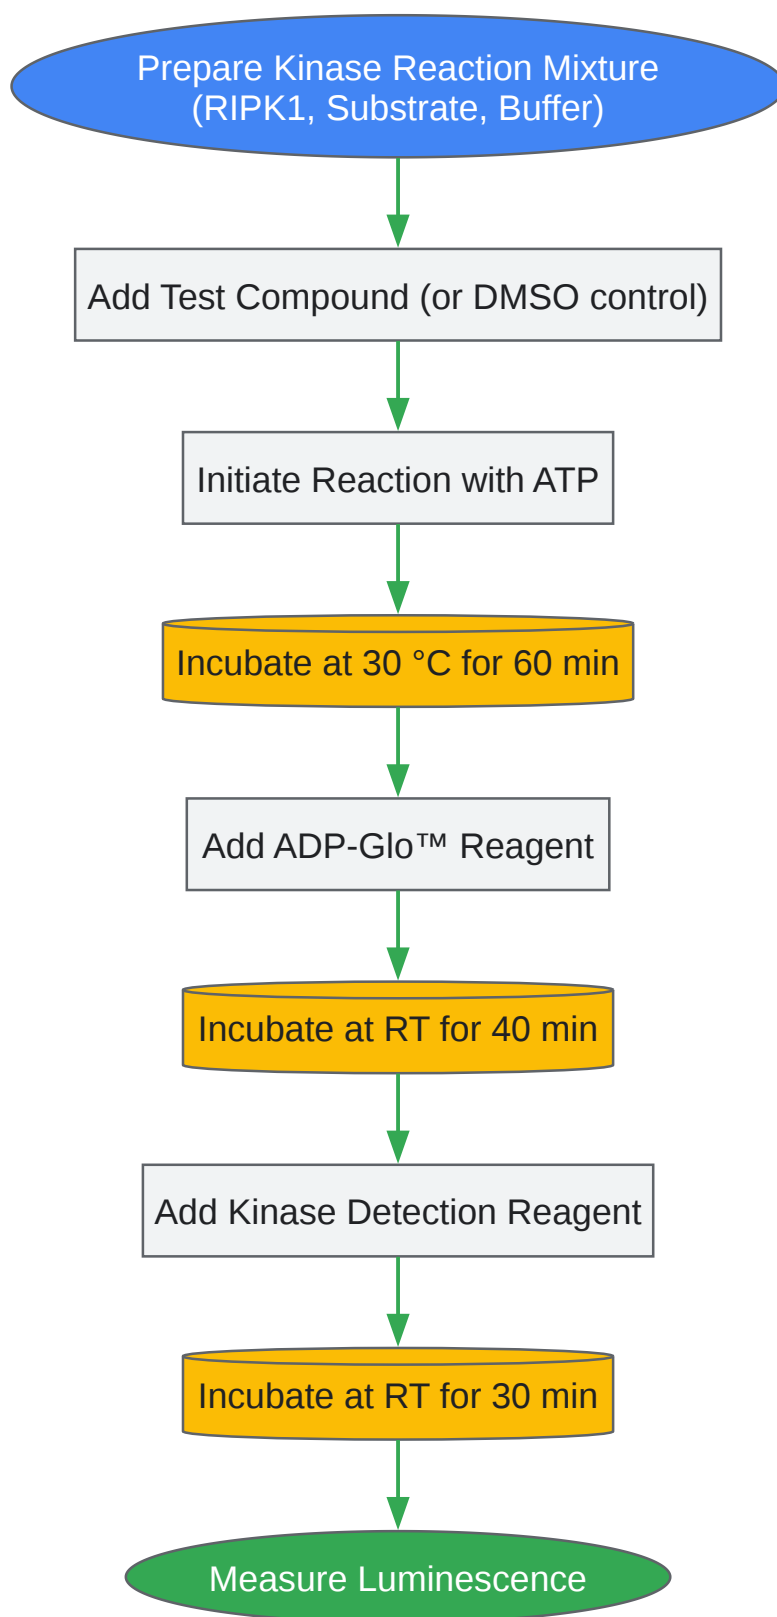 Prepare Kinase Reaction Mixture
(RIPK1, Substrate, Buffer)
Add Test Compound (or DMSO control)
Initiate Reaction with ATP
Incubate at 30 °C for 60 min
Add ADP-Glo™ Reagent
Incubate at RT for 40 min
Add Kinase Detection Reagent
Incubate at RT for 30 min
Measure Luminescence